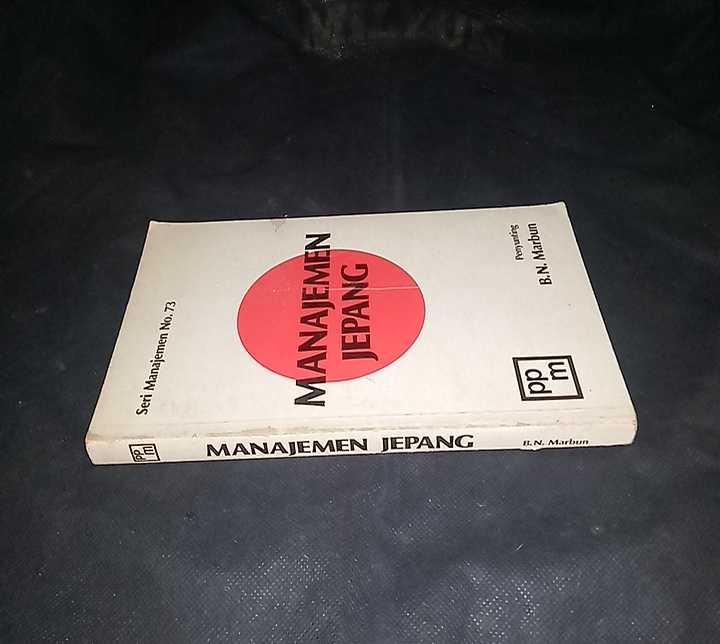 Seri Manajemen No. 73
MANAJEMEN
JEPANG
Penyunting
B.N. Marbun
pp
m
pp
m
MANAJEMEN JEPANG
B.N. Marbun